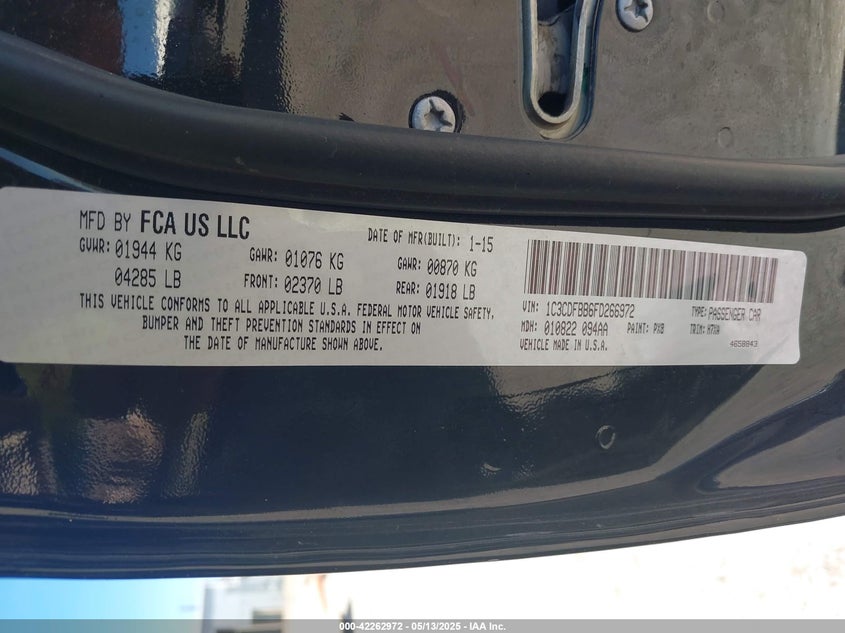 MFD BY FCA US LLC
DATE OF MFR(BUILT): 1-15
GVWR: 01944 KG
GAWR: 01076 KG
GAWR: 00870 KG
04285 LB
FRONT: 02370 LB
REAR: 01918 LB
THIS VEHICLE CONFORMS TO ALL APPLICABLE U.S.A. FEDERAL MOTOR VEHICLE SAFETY,
BUMPER AND THEFT PREVENTION STANDARDS IN EFFECT ON
THE DATE OF MANUFACTURE SHOWN ABOVE.
VIN: 1C3CDFBB6FD266972
TYPE: PASSENGER CAR
MDH: 010822 094AA
PAINT: PXB
TRIM: M7XA
VEHICLE MADE IN U.S.A.
4658843
000-42262972 — 05/13/2025 - IAA Inc.